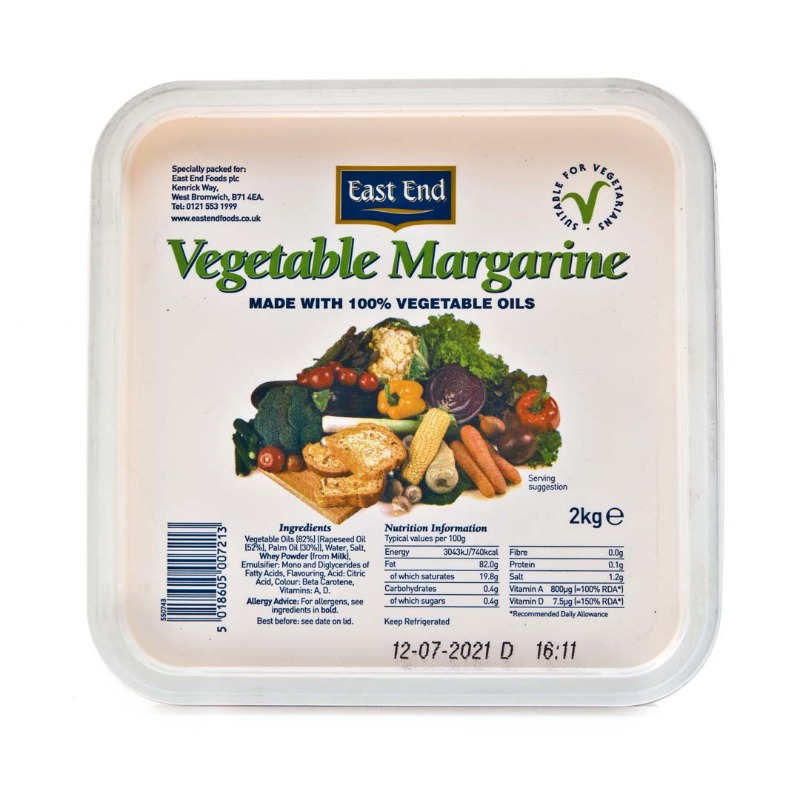 Specially packed for:
East End Foods plc
Kenrick Way,
West Bromwich, B71 4EA.
Tel: 0121 553 1999
www.eastendfoods.co.uk
East End
SUITABLE FOR VEGETARIANS
Vegetable Margarine
MADE WITH 100% VEGETABLE OILS
Serving
suggestion
2kg ℮
Ingredients
Vegetable Oils (82%) (Rapeseed Oil
(52%), Palm Oil (30%)), Water, Salt,
Whey Powder (from Milk),
Emulsifier: Mono and Diglycerides of
Fatty Acids, Flavouring, Acid: Citric
Acid, Colour: Beta Carotene,
Vitamins: A, D.
Allergy Advice: For allergens, see
ingredients in bold.
Best before: see date on lid.
Nutrition Information
Typical values per 100g
Energy 3043kJ/740kcal
Fat 82.0g
of which saturates 19.8g
Carbohydrates 0.4g
of which sugars 0.4g
Fibre 0.0g
Protein 0.1g
Salt 1.2g
Vitamin A 800µg (=100% RDA*)
Vitamin D 7.5µg (=150% RDA*)
*Recommended Daily Allowance
Keep Refrigerated
550743
5 018605 007213
12-07-2021 D 16:11